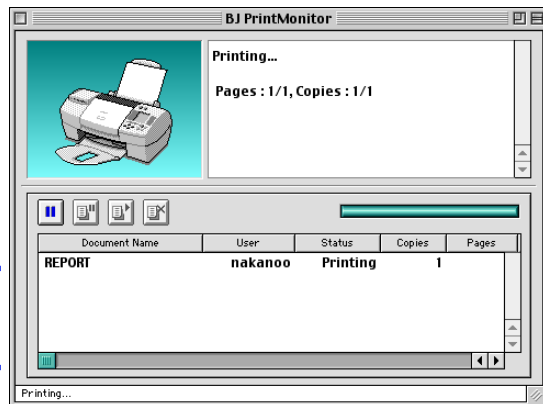 BJ PrintMonitor
Printing...
Pages : 1/1, Copies : 1/1
Document Name User Status Copies Pages
REPORT nakanoo Printing 1
Printing...